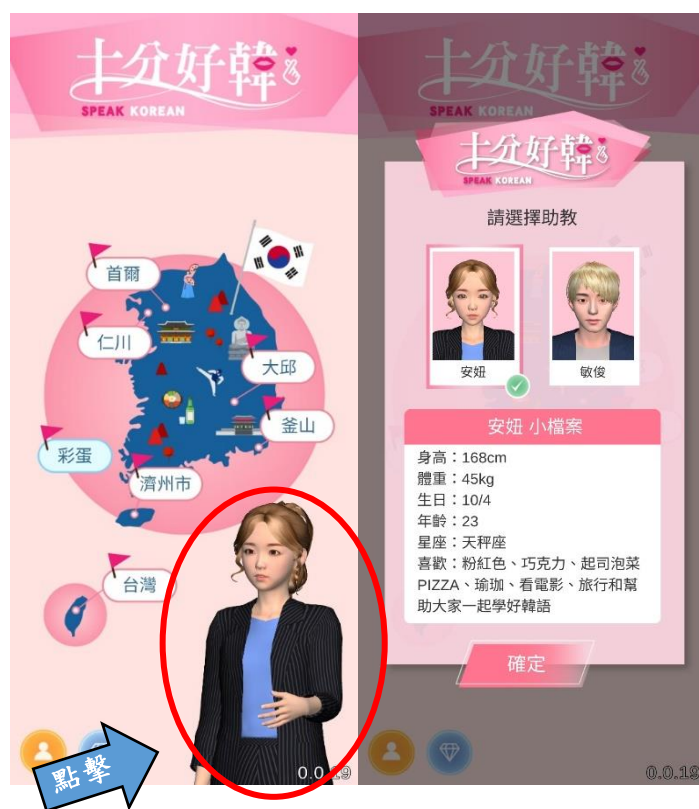 十分好韓
SPEAK KOREAN
首爾
仁川
大邱
釜山
彩蛋
濟州市
台灣
點擊
0.0.19
十分好韓
SPEAK KOREAN
十分好韓
SPEAK KOREAN
請選擇助教
安妞
敏俊
安妞 小檔案
身高：168cm
體重：45kg
生日：10/4
年齡：23
星座：天秤座
喜歡：粉紅色、巧克力、起司泡菜
PIZZA、瑜珈、看電影、旅行和幫
助大家一起學好韓語
確定
0.0.19